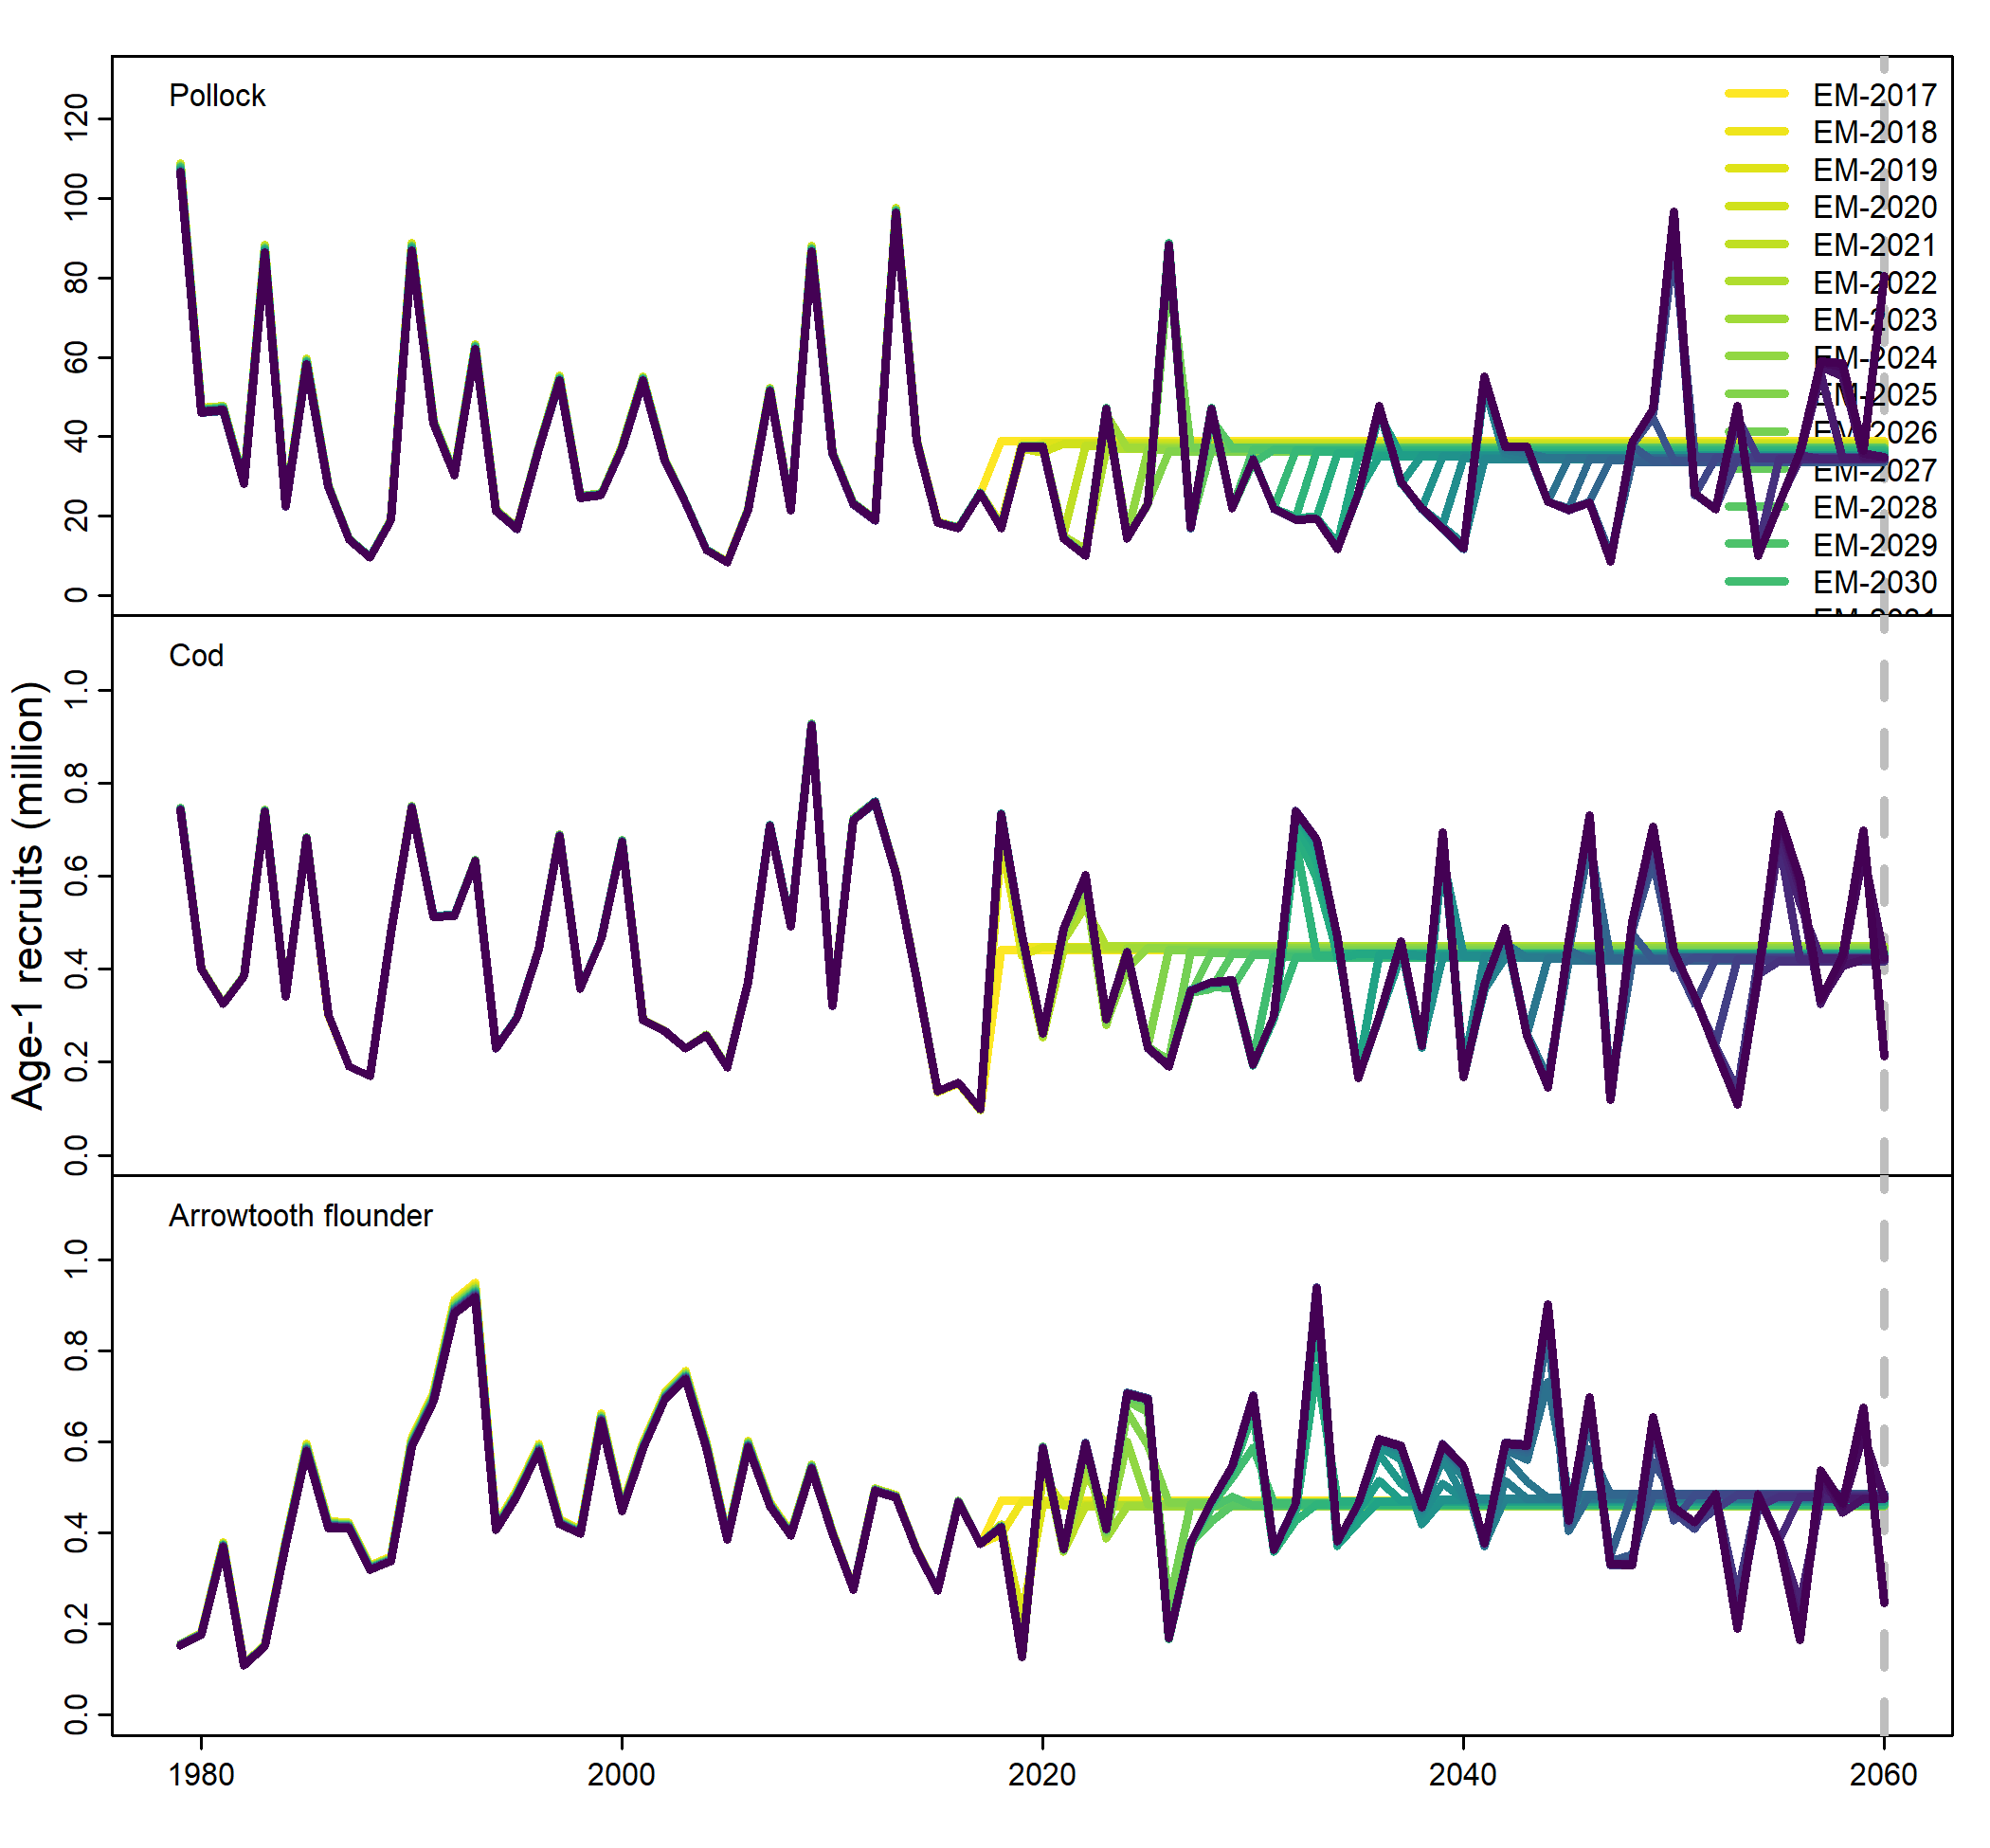 Pollock
EM-2017
EM-2018
EM-2019
EM-2020
EM-2021
EM-2022
EM-2023
EM-2024
EM-2025
EM-2026
EM-2027
EM-2028
EM-2029
EM-2030
EM-2031
120
100
80
60
40
20
0
Age-1 recruits (million)
Cod
1.0
0.8
0.6
0.4
0.2
0.0
Arrowtooth flounder
1.0
0.8
0.6
0.4
0.2
0.0
1980 2000 2020 2040 2060